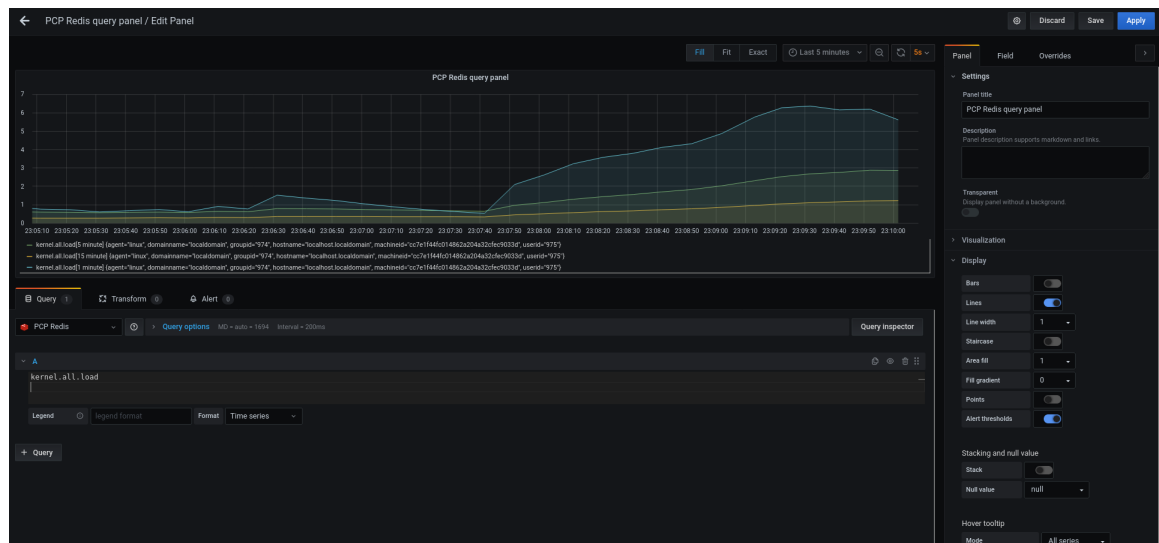 PCP Redis query panel / Edit Panel
Discard
Save
Apply
Fill
Fit
Exact
Last 5 minutes
5s
PCP Redis query panel
7
6
5
4
3
2
1
0
23:05:10 23:05:20 23:05:30 23:05:40 23:05:50 23:06:00 23:06:10 23:06:20 23:06:30 23:06:40 23:06:50 23:07:00 23:07:10 23:07:20 23:07:30 23:07:40 23:07:50 23:08:00 23:08:10 23:08:20 23:08:30 23:08:40 23:08:50 23:09:00 23:09:10 23:09:20 23:09:30 23:09:40 23:09:50 23:10:00
kernel.all.load[5 minute] {agent="linux", domainname="localdomain", groupid="974", hostname="localhost.localdomain", machineid="cc7e1f44fc014862a204a32cfec9033d", userid="975"}
kernel.all.load[15 minute] {agent="linux", domainname="localdomain", groupid="974", hostname="localhost.localdomain", machineid="cc7e1f44fc014862a204a32cfec9033d", userid="975"}
kernel.all.load[1 minute] {agent="linux", domainname="localdomain", groupid="974", hostname="localhost.localdomain", machineid="cc7e1f44fc014862a204a32cfec9033d", userid="975"}
Query 1
Transform 0
Alert 0
PCP Redis
Query options MD = auto = 1694 Interval = 200ms
Query inspector
A
kernel.all.load
Legend
legend format
Format
Time series
+ Query
Panel
Field
Overrides
Settings
Panel title
PCP Redis query panel
Description
Panel description supports markdown and links.
Transparent
Display panel without a background.
Visualization
Display
Bars
Lines
Line width 1
Staircase
Area fill 1
Fill gradient 0
Points
Alert thresholds
Stacking and null value
Stack
Null value null
Hover tooltip
Mode All series